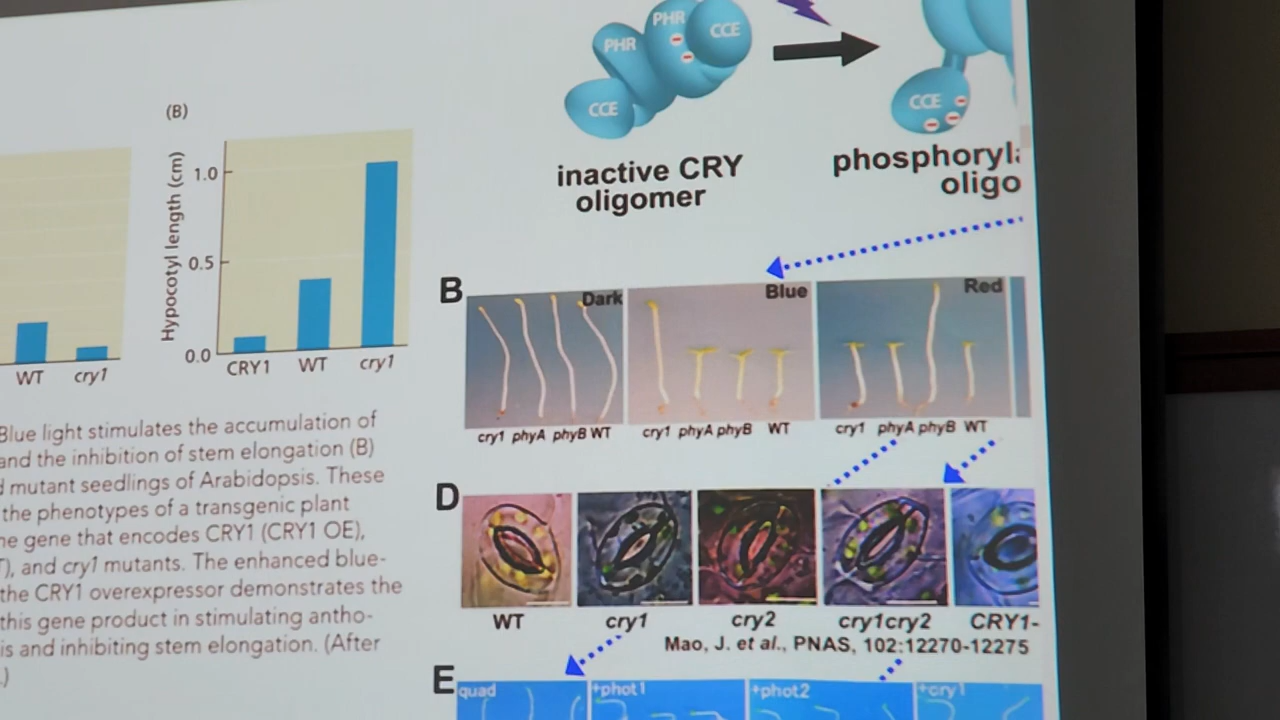 (B)
Hypocotyl length (cm)
1.0
0.5
0.0
CRY1 WT cry1
WT cry1
Blue light stimulates the accumulation of
and the inhibition of stem elongation (B)
mutant seedlings of Arabidopsis. These
the phenotypes of a transgenic plant
gene that encodes CRY1 (CRY1 OE),
and cry1 mutants. The enhanced blue-
the CRY1 overexpressor demonstrates the
this gene product in stimulating antho-
is and inhibiting stem elongation. (After
PHR PHR CCE
CCE
inactive CRY
oligomer
CCE
phosphoryl
oligo
B
Dark
cry1 phyA phyB WT
Blue
cry1 phyA phyB WT
Red
cry1 phyA phyB WT
D
WT cry1 cry2 cry1cry2 CRY1-
Mao, J. et al., PNAS, 102:12270-12275
E
quad +phot1 +phot2 +cry1